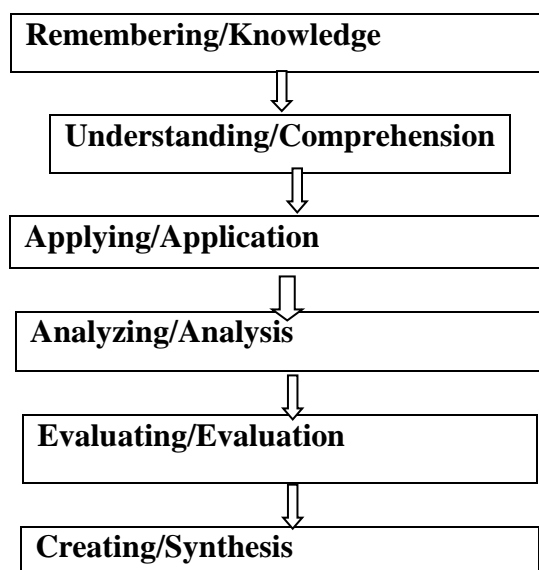 Remembering/Knowledge
Understanding/Comprehension
Applying/Application
Analyzing/Analysis
Evaluating/Evaluation
Creating/Synthesis